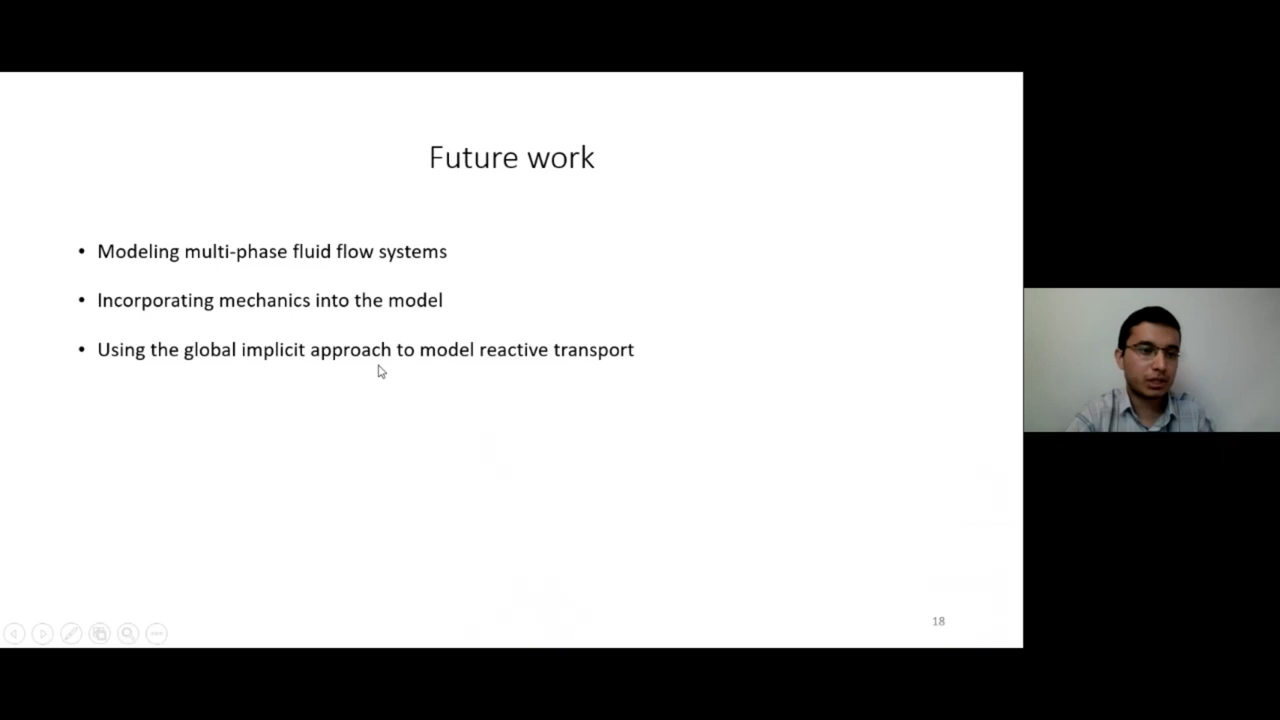 Future work
• Modeling multi-phase fluid flow systems
• Incorporating mechanics into the model
• Using the global implicit approach to model reactive transport
18